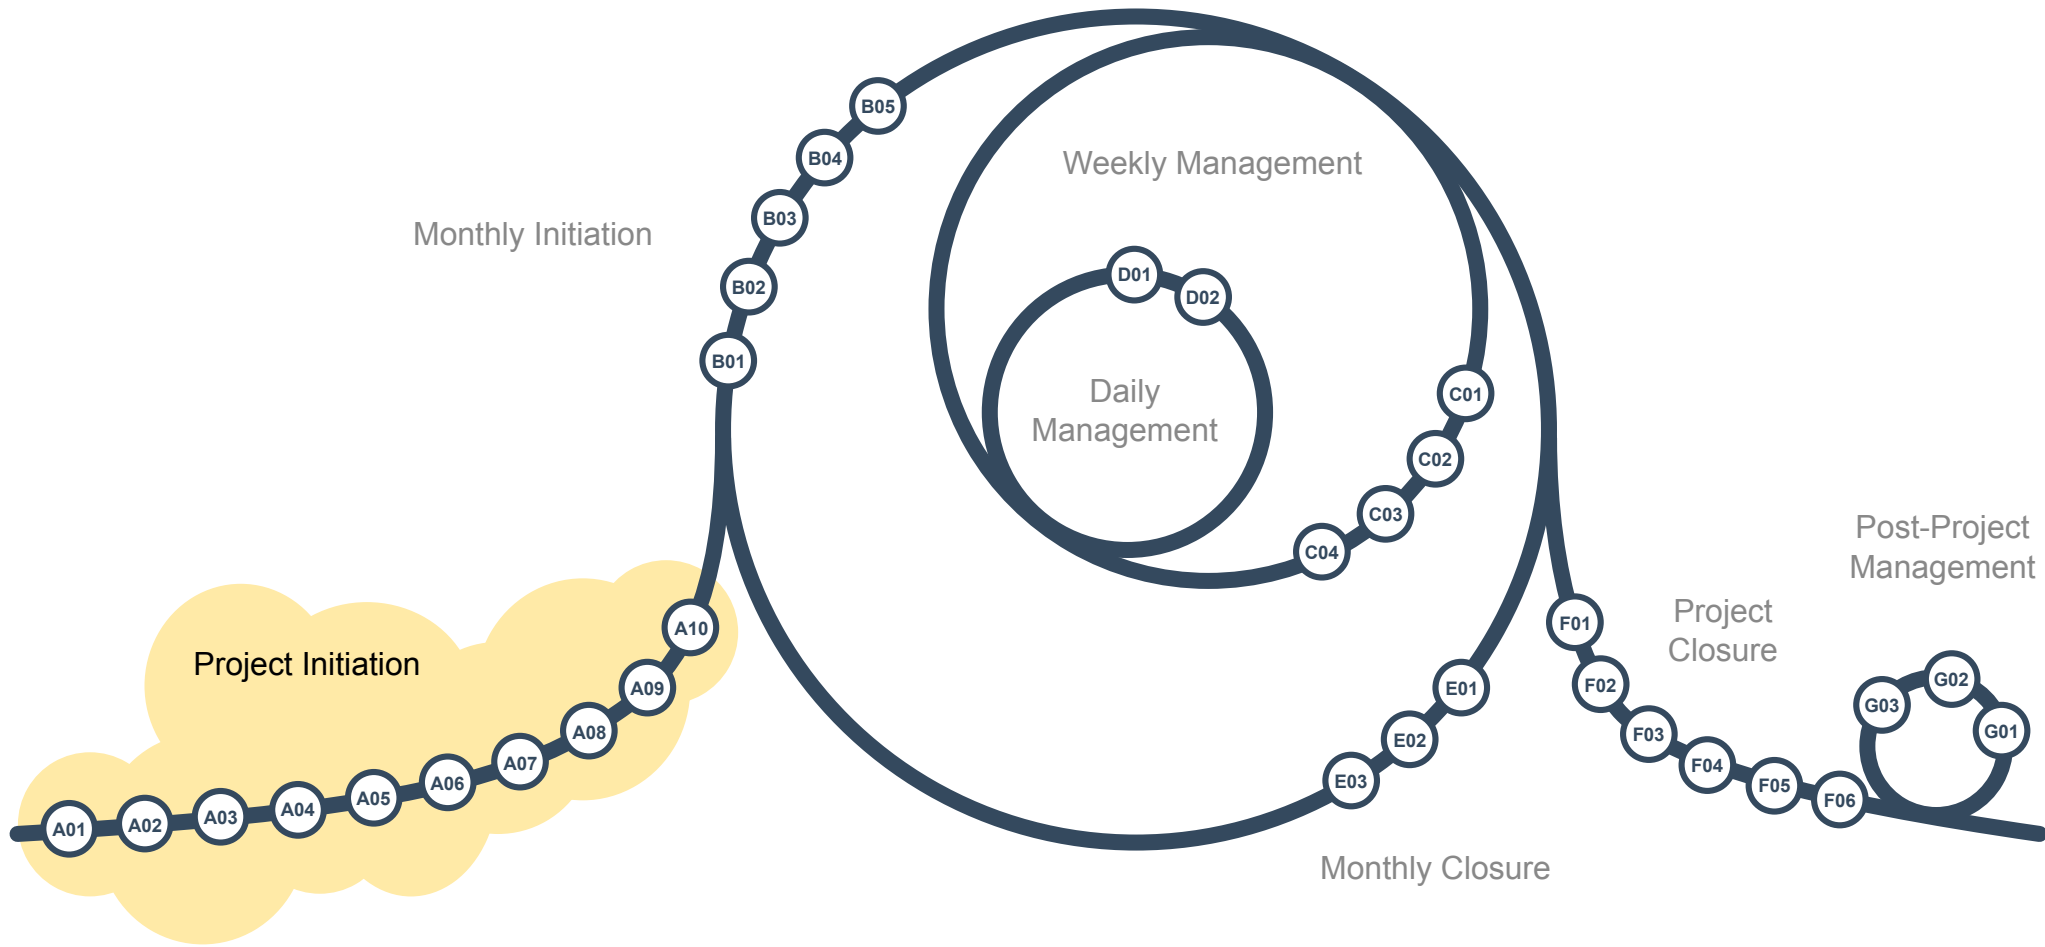 Project Initiation
A01
A02
A03
A04
A05
A06
A07
A08
A09
A10
Monthly Initiation
B01
B02
B03
B04
B05
Weekly Management
C01
C02
C03
C04
Daily
Management
D01
D02
Monthly Closure
E01
E02
E03
Project
Closure
F01
F02
F03
F04
F05
F06
Post-Project
Management
G01
G02
G03